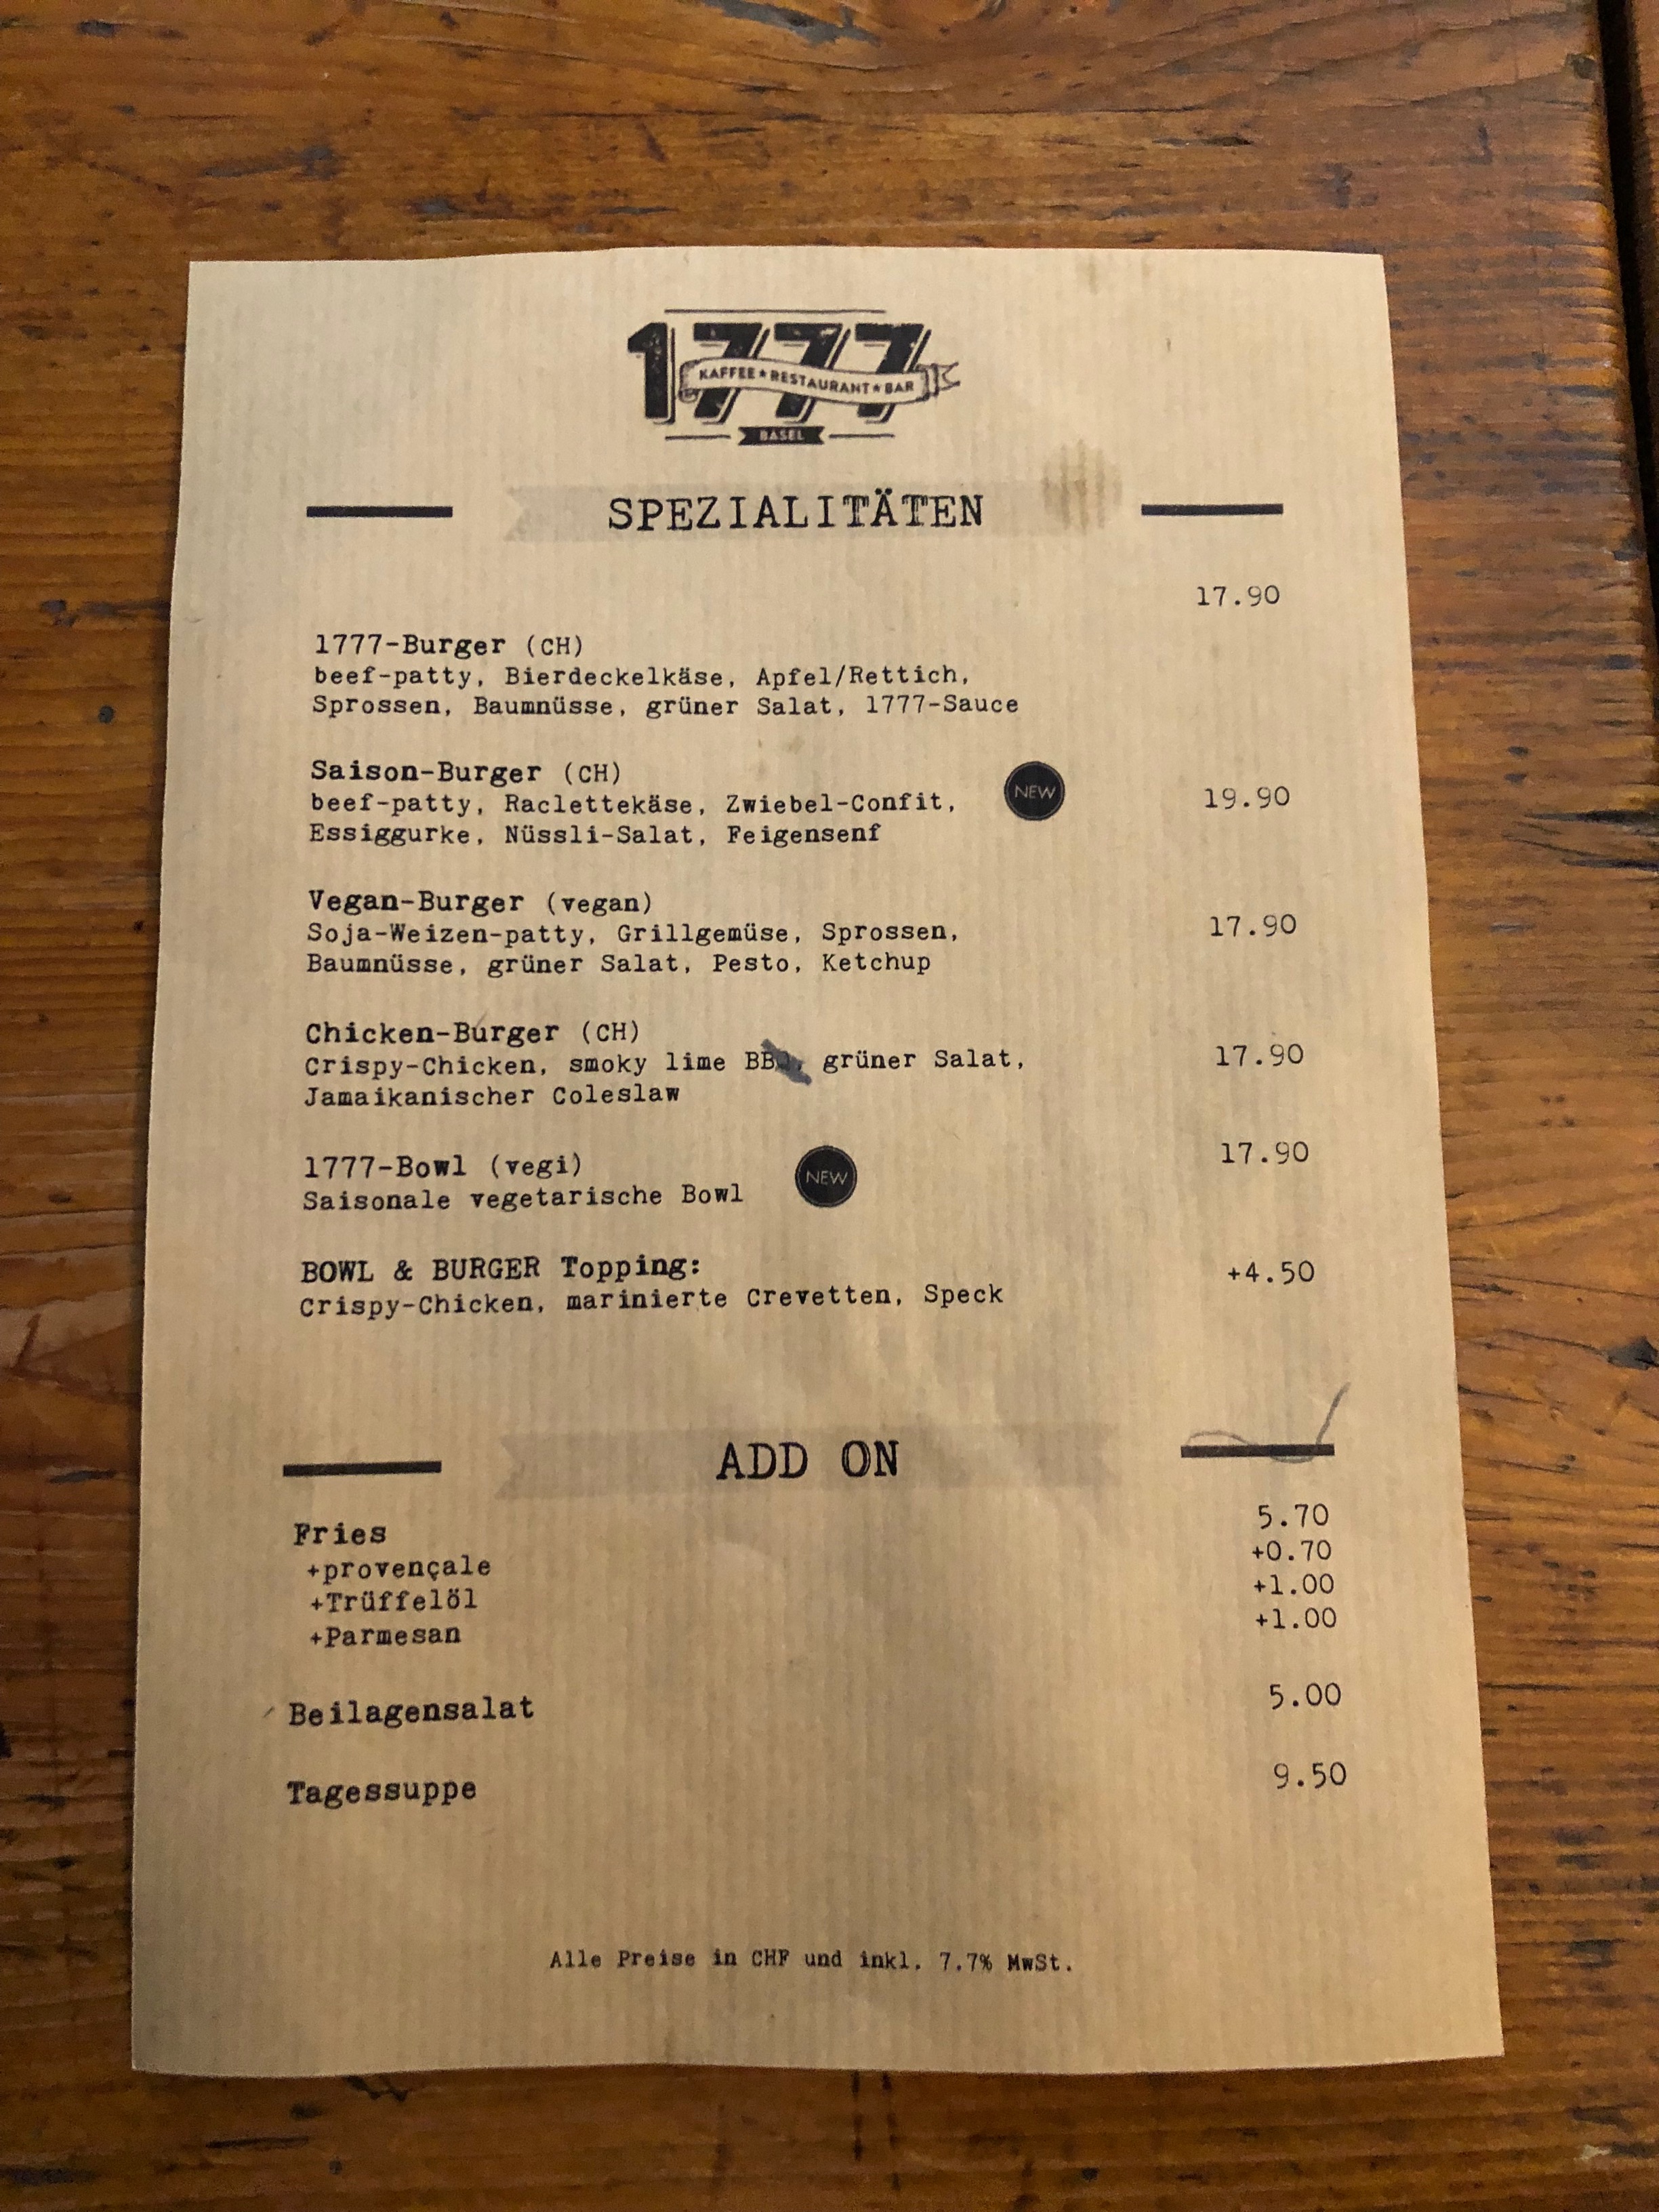 1777
KAFFEE★RESTAURANT★BAR
BASEL
SPEZIALITÄTEN
17.90
1777-Burger (CH)
beef-patty, Bierdeckelkäse, Apfel/Rettich,
Sprossen, Baumnüsse, grüner Salat, 1777-Sauce
Saison-Burger (CH)
NEW
beef-patty, Raclettekäse, Zwiebel-Confit, 19.90
Essiggurke, Nüssli-Salat, Feigensenf
Vegan-Burger (vegan)
Soja-Weizen-patty, Grillgemüse, Sprossen, 17.90
Baumnüsse, grüner Salat, Pesto, Ketchup
Chicken-Burger (CH)
Crispy-Chicken, smoky lime BBQ, grüner Salat, 17.90
Jamaikanischer Coleslaw
1777-Bowl (vegi) 17.90
NEW
Saisonale vegetarische Bowl
BOWL & BURGER Topping: +4.50
Crispy-Chicken, marinierte Crevetten, Speck
ADD ON
Fries 5.70
+provençale +0.70
+Trüffelöl +1.00
+Parmesan +1.00
Beilagensalat 5.00
Tagessuppe 9.50
Alle Preise in CHF und inkl. 7.7% MwSt.